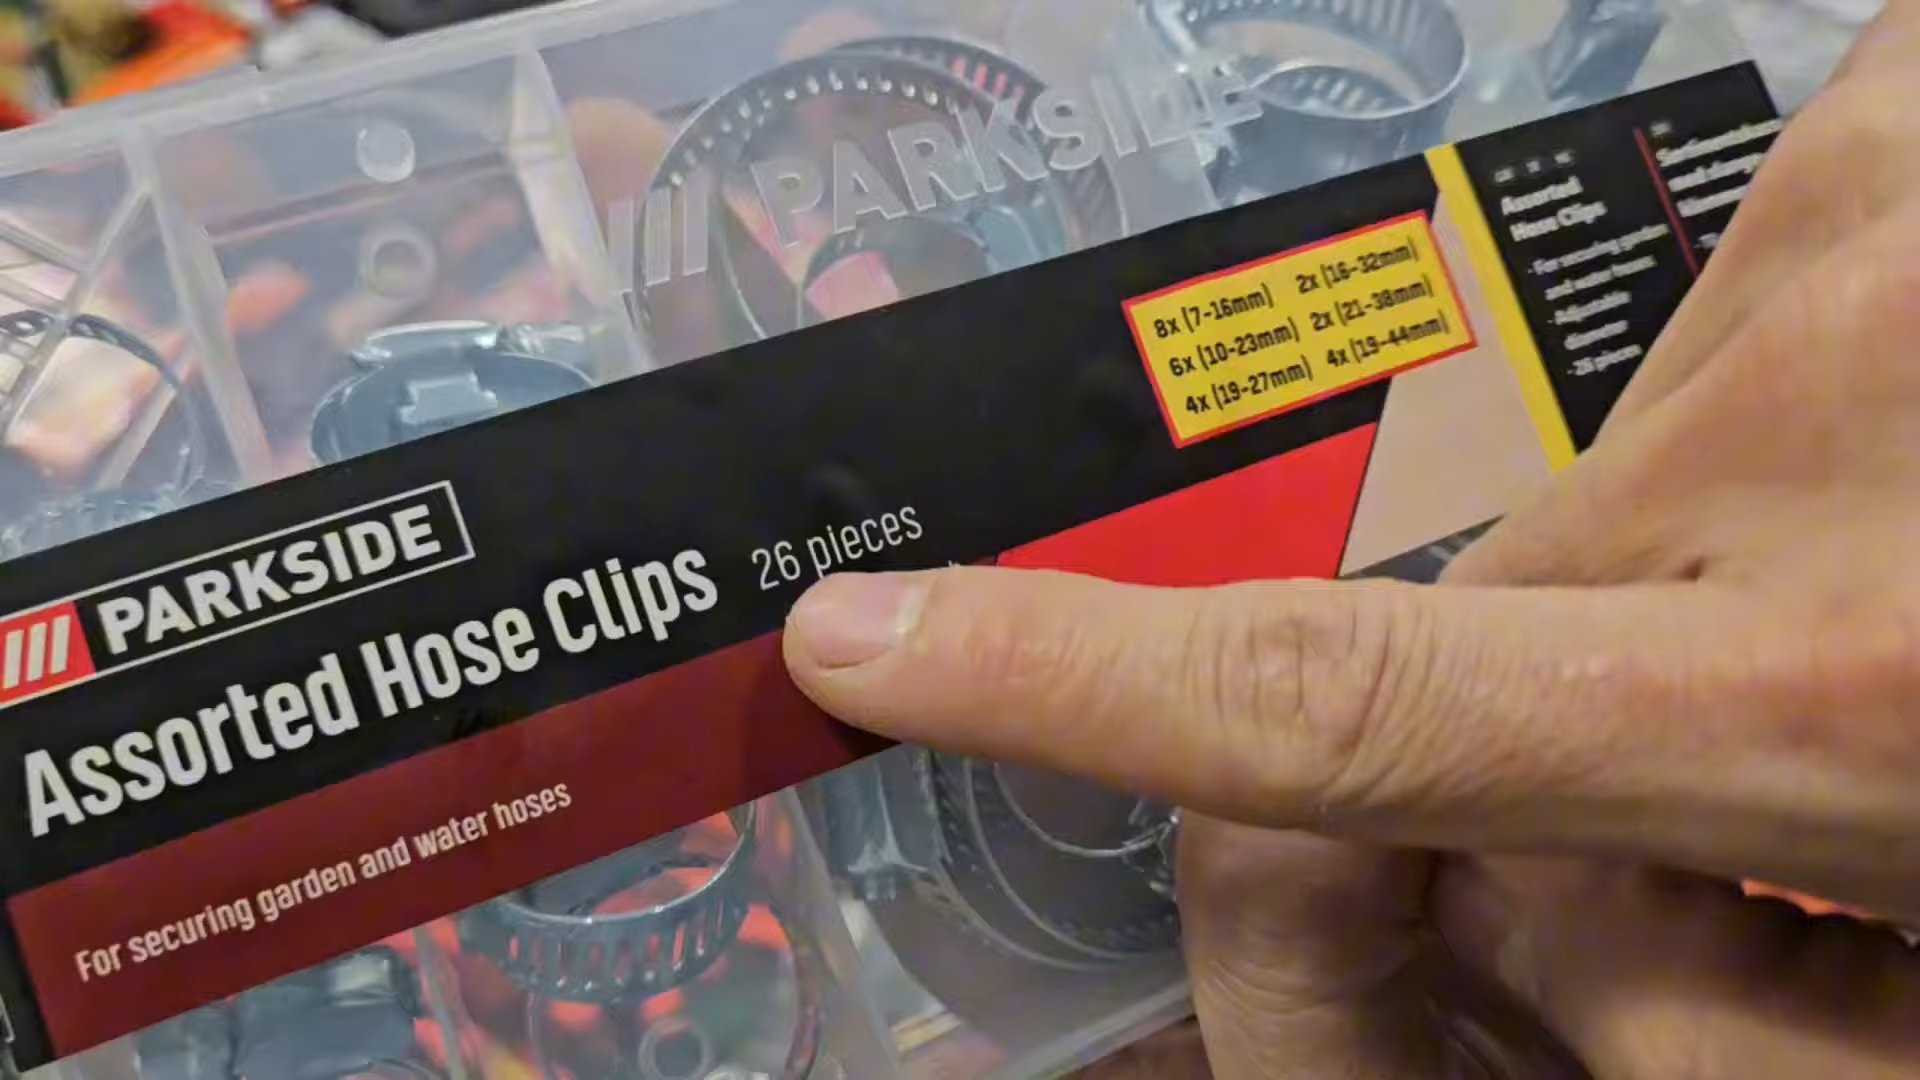 PARKSIDE
8x (7-16mm) 2x (16-32mm)
6x (10-23mm) 2x (21-38mm)
4x (19-27mm) 4x (19-44mm)
Assorted
Hose Clips
- For securing garden
and water hoses
- Adjustable
diameter
- 26 pieces
PARKSIDE
Assorted Hose Clips 26 pieces
For securing garden and water hoses